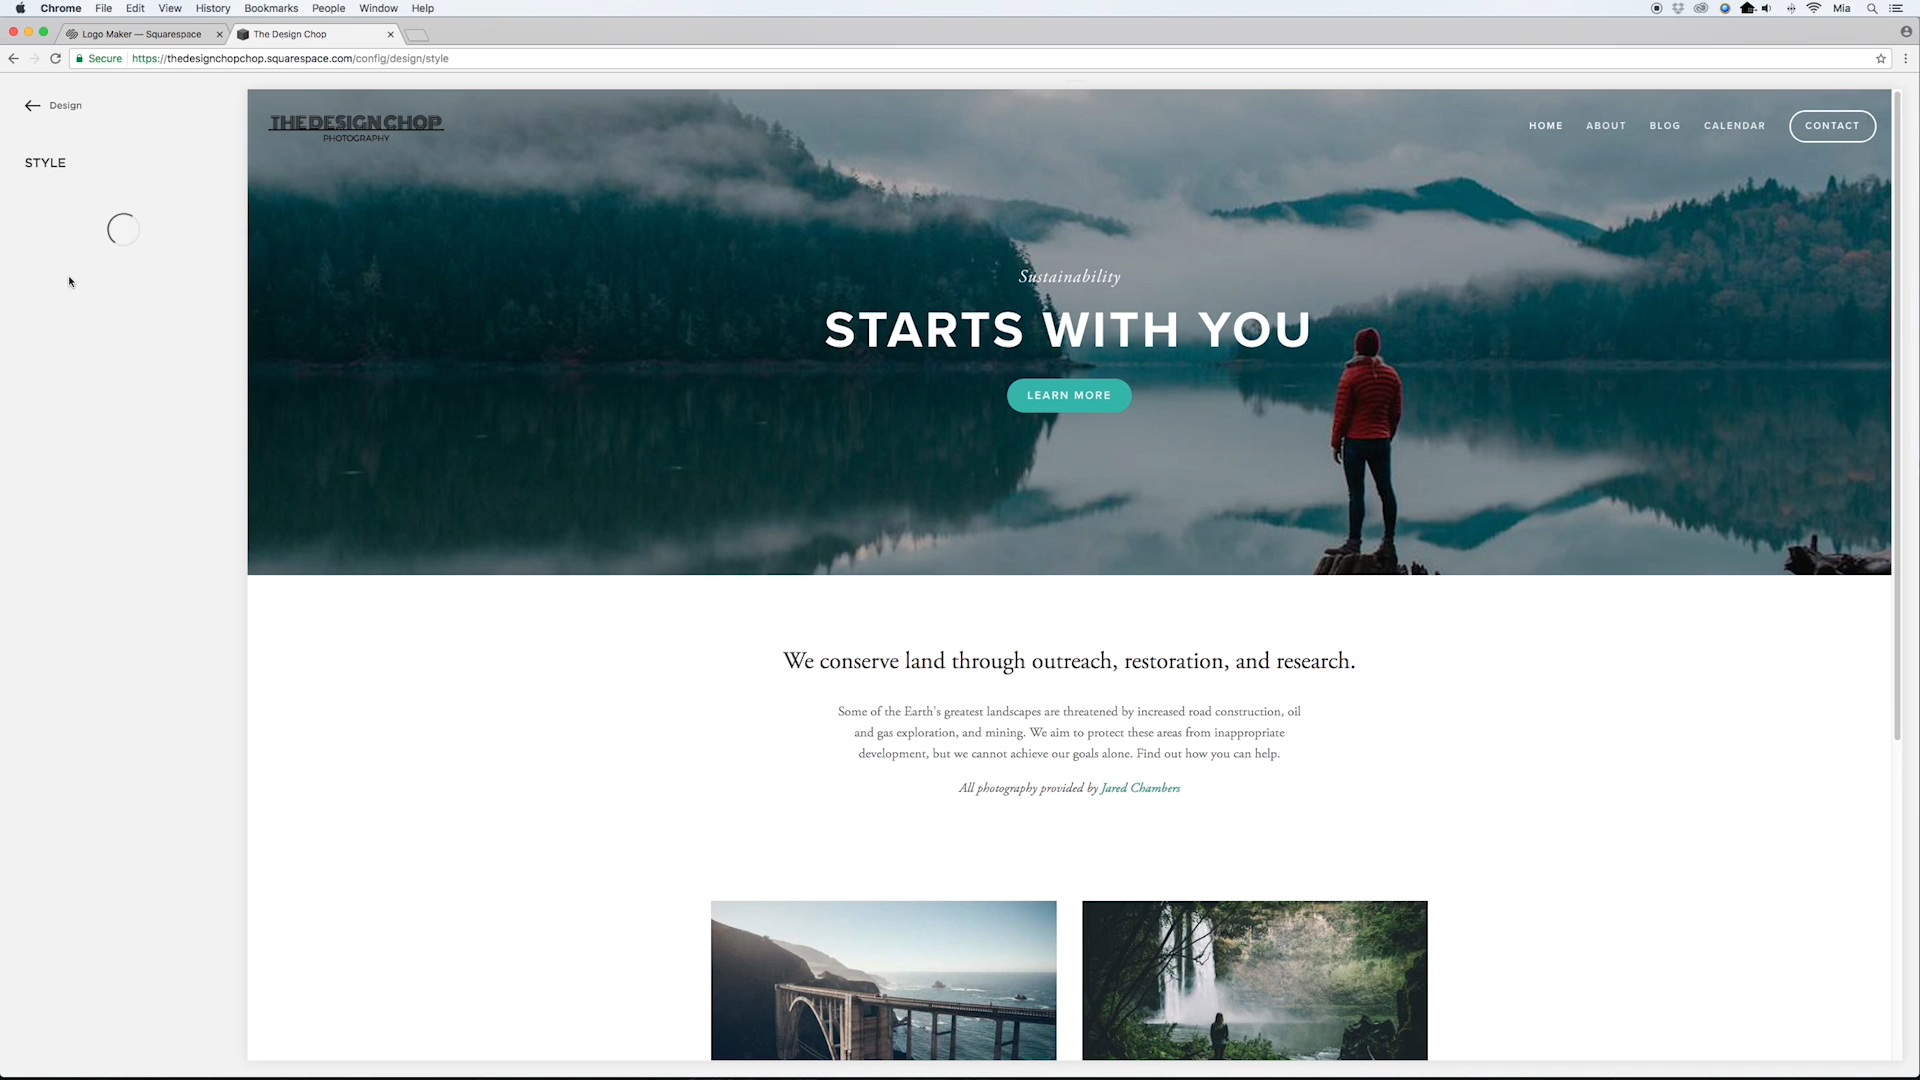 Chrome File Edit View History Bookmarks People Window Help Mia
Logo Maker — Squarespace
The Design Chop
Secure https://thedesignchopchop.squarespace.com/config/design/style
Design
STYLE
THE DESIGN CHOP
PHOTOGRAPHY
HOME ABOUT BLOG CALENDAR CONTACT
Sustainability
STARTS WITH YOU
LEARN MORE
We conserve land through outreach, restoration, and research.
Some of the Earth's greatest landscapes are threatened by increased road construction, oil
and gas exploration, and mining. We aim to protect these areas from inappropriate
development, but we cannot achieve our goals alone. Find out how you can help.
All photography provided by Jared Chambers